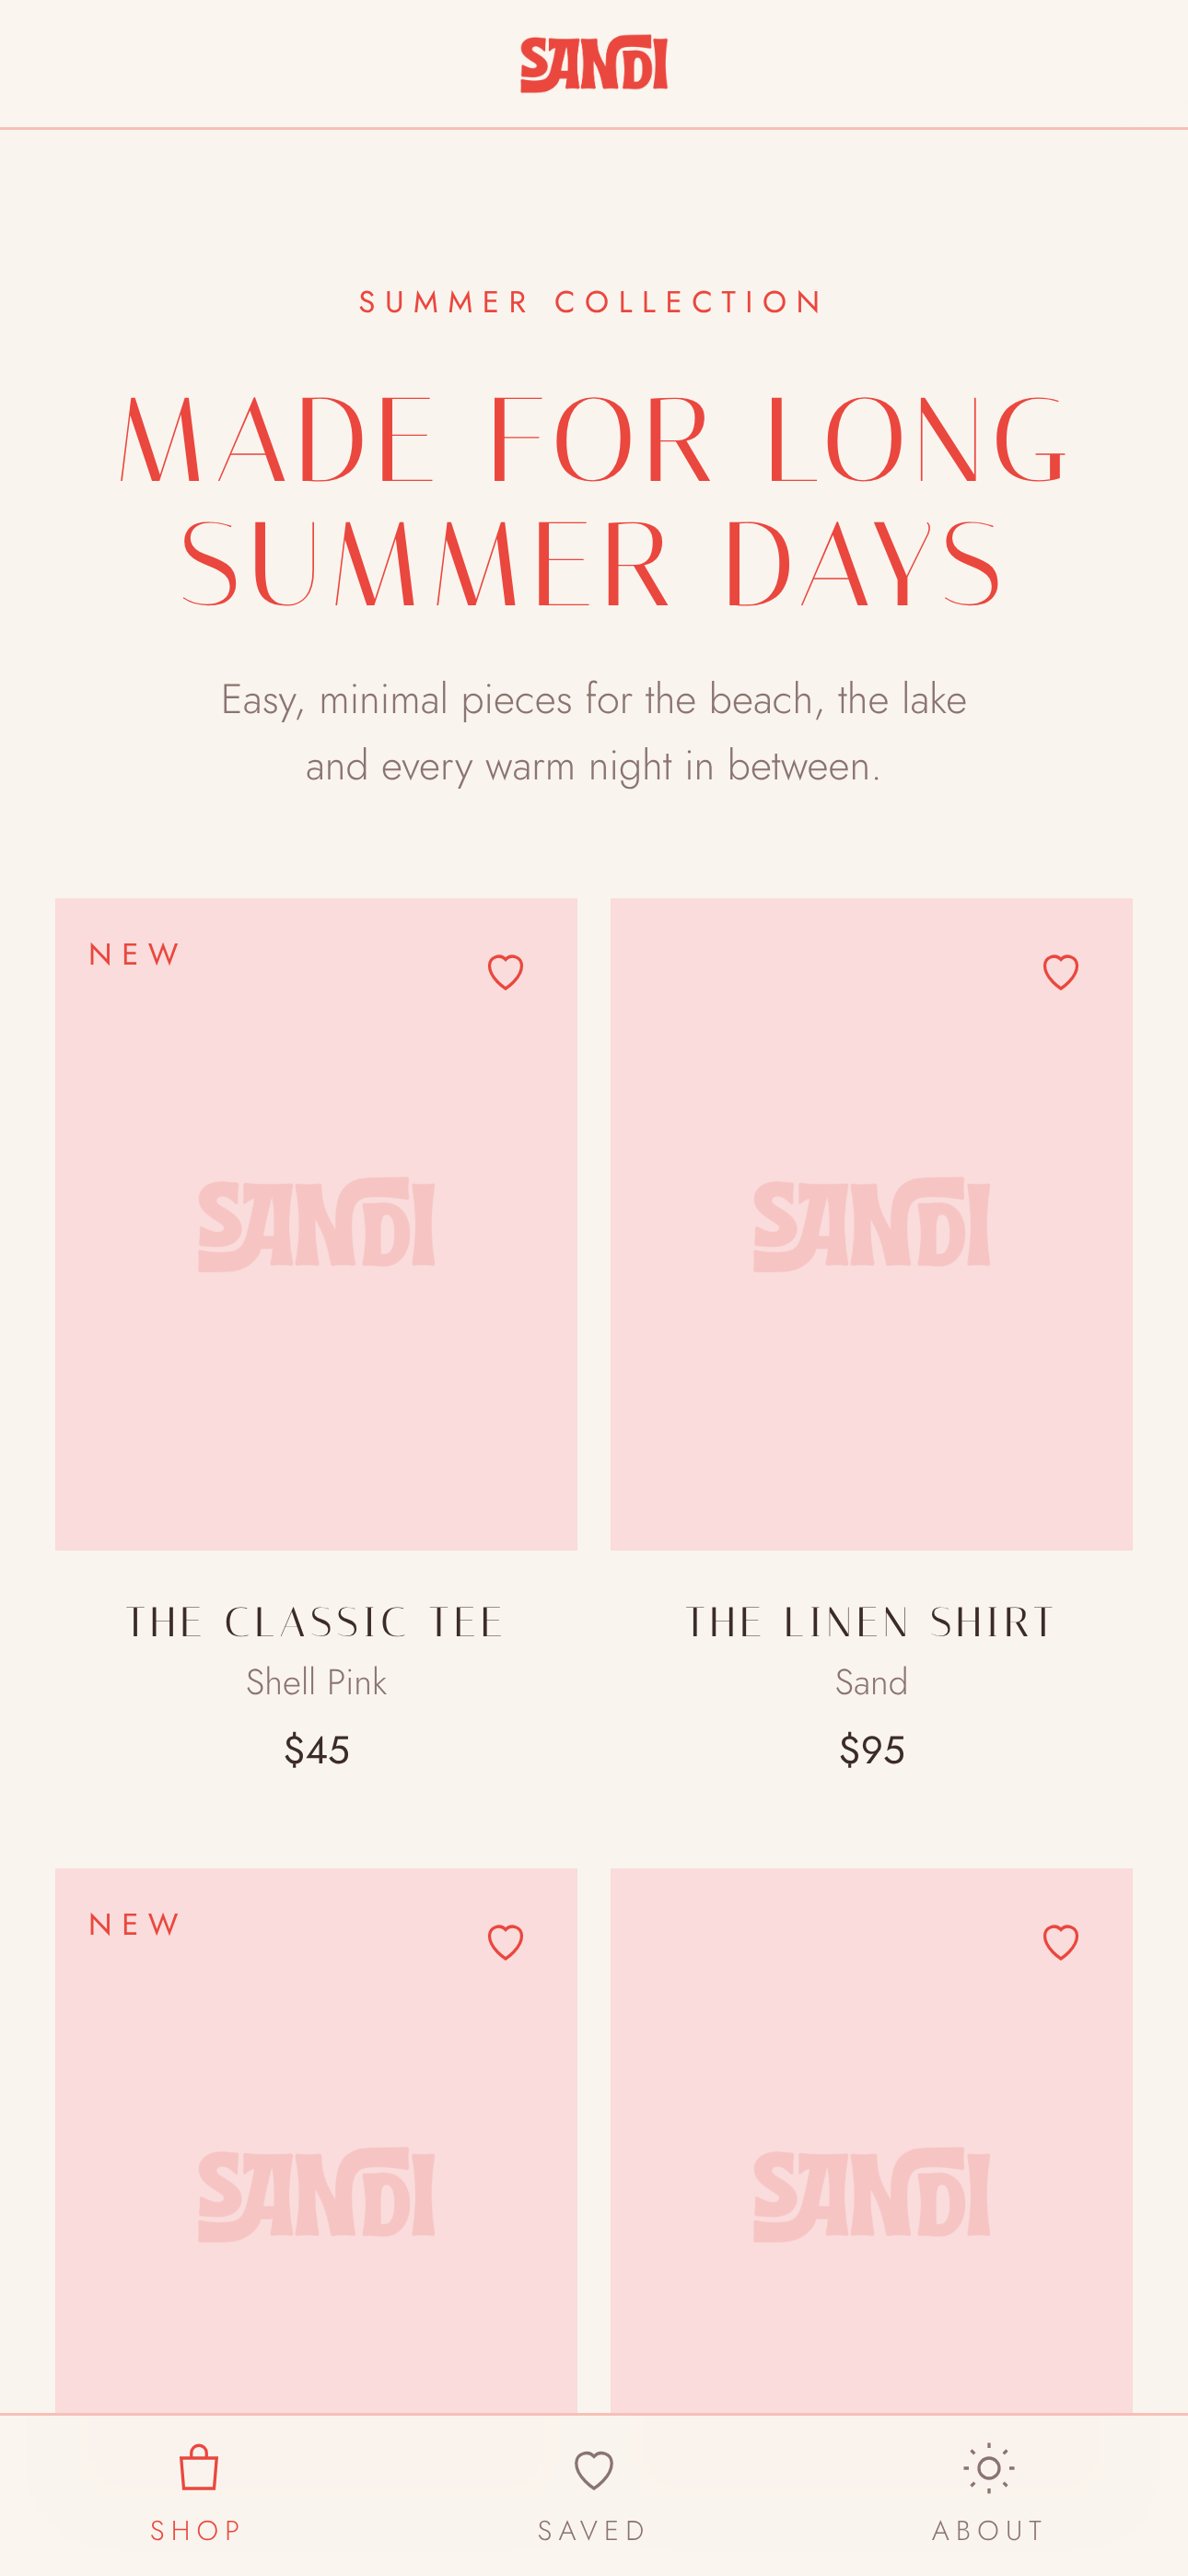 SANDI
SUMMER COLLECTION
MADE FOR LONG
SUMMER DAYS
Easy, minimal pieces for the beach, the lake
and every warm night in between.
NEW
SANDI
SANDI
THE CLASSIC TEE
Shell Pink
$45
THE LINEN SHIRT
Sand
$95
NEW
SANDI
SANDI
SHOP
SAVED
ABOUT